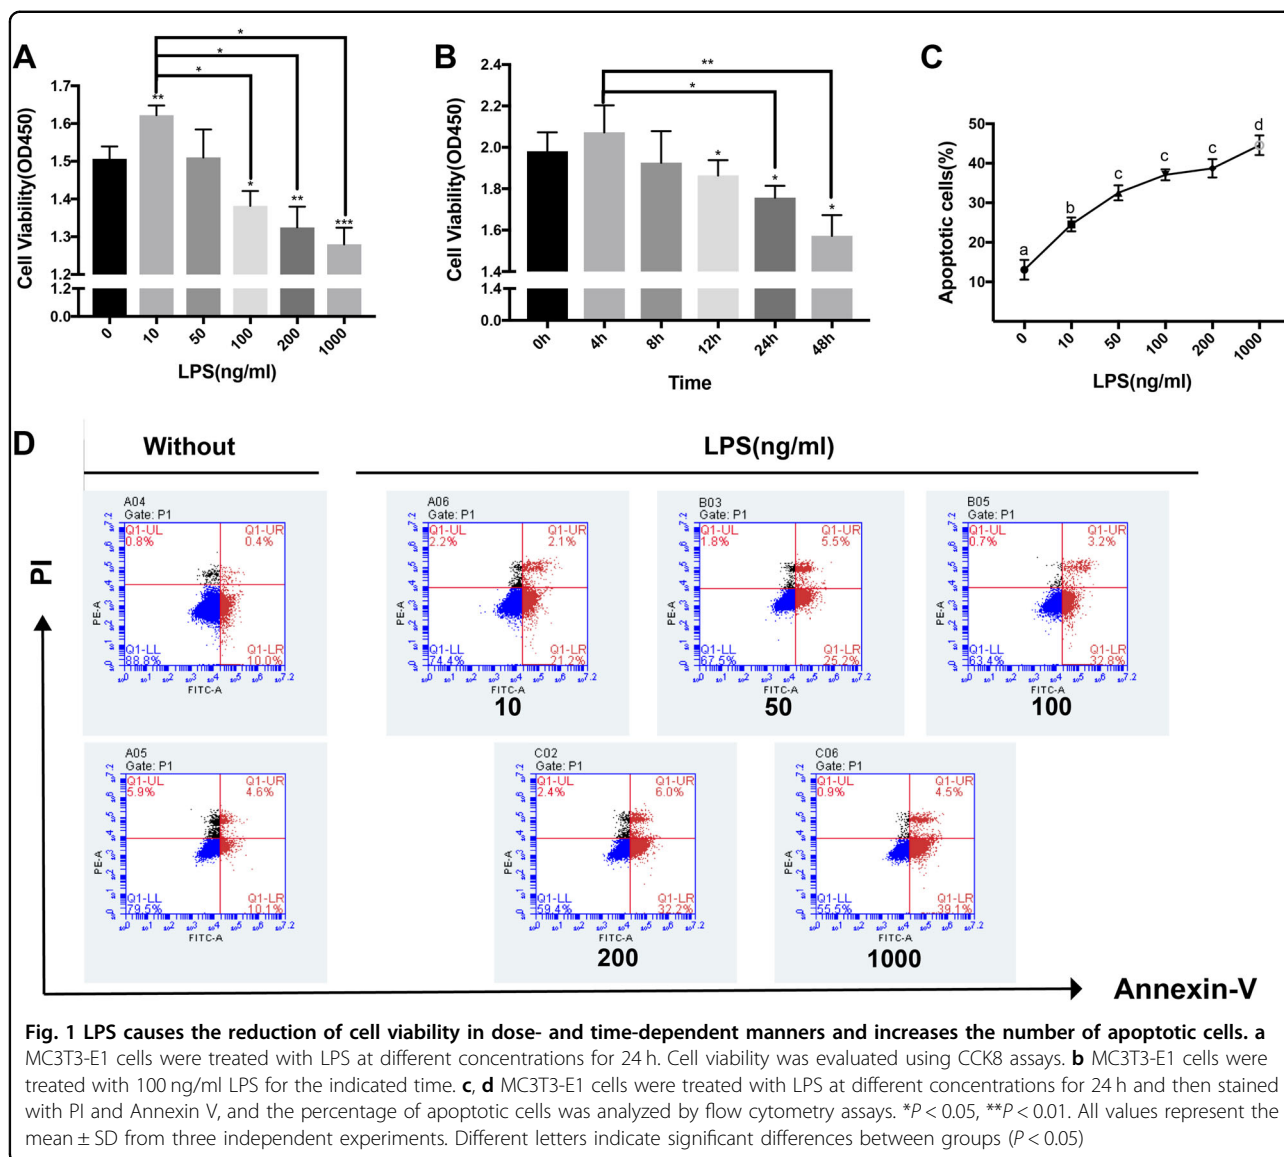 A
*
*
*
Cell Viability(OD450)
1.7
1.6
1.5
1.4
1.3
1.2
1.2
0.0
**
*
**
***
0 10 50 100 200 1000
LPS(ng/ml)
B
**
*
Cell Viability(OD450)
2.4
2.2
2.0
1.8
1.6
1.4
1.4
0.0
*
*
*
0h 4h 8h 12h 24h 48h
Time
C
Apoptotic cells(%)
50
40
30
20
10
a b c c c d
0 10 50 100 200 1000
LPS(ng/ml)
D
Without
LPS(ng/ml)
PI
A04
Gate: P1
Q1-UL Q1-UR
0.8% 0.4%
Q1-LL Q1-LR
88.8% 10.0%
PE-A
FITC-A
A06
Gate: P1
Q1-UL Q1-UR
2.2% 2.1%
Q1-LL Q1-LR
74.4% 21.2%
PE-A
FITC-A
10
B03
Gate: P1
Q1-UL Q1-UR
1.8% 5.5%
Q1-LL Q1-LR
67.5% 25.2%
PE-A
FITC-A
50
B05
Gate: P1
Q1-UL Q1-UR
0.7% 3.2%
Q1-LL Q1-LR
63.4% 32.8%
PE-A
FITC-A
100
A05
Gate: P1
Q1-UL Q1-UR
5.9% 4.6%
Q1-LL Q1-LR
79.5% 10.1%
PE-A
FITC-A
C02
Gate: P1
Q1-UL Q1-UR
2.4% 6.0%
Q1-LL Q1-LR
59.4% 32.2%
PE-A
FITC-A
200
C06
Gate: P1
Q1-UL Q1-UR
0.9% 4.5%
Q1-LL Q1-LR
55.5% 39.1%
PE-A
FITC-A
1000
Annexin-V
Fig. 1 LPS causes the reduction of cell viability in dose- and time-dependent manners and increases the number of apoptotic cells. a
MC3T3-E1 cells were treated with LPS at different concentrations for 24 h. Cell viability was evaluated using CCK8 assays. b MC3T3-E1 cells were
treated with 100 ng/ml LPS for the indicated time. c, d MC3T3-E1 cells were treated with LPS at different concentrations for 24 h and then stained
with PI and Annexin V, and the percentage of apoptotic cells was analyzed by flow cytometry assays. *P < 0.05, **P < 0.01. All values represent the
mean ± SD from three independent experiments. Different letters indicate significant differences between groups (P < 0.05)